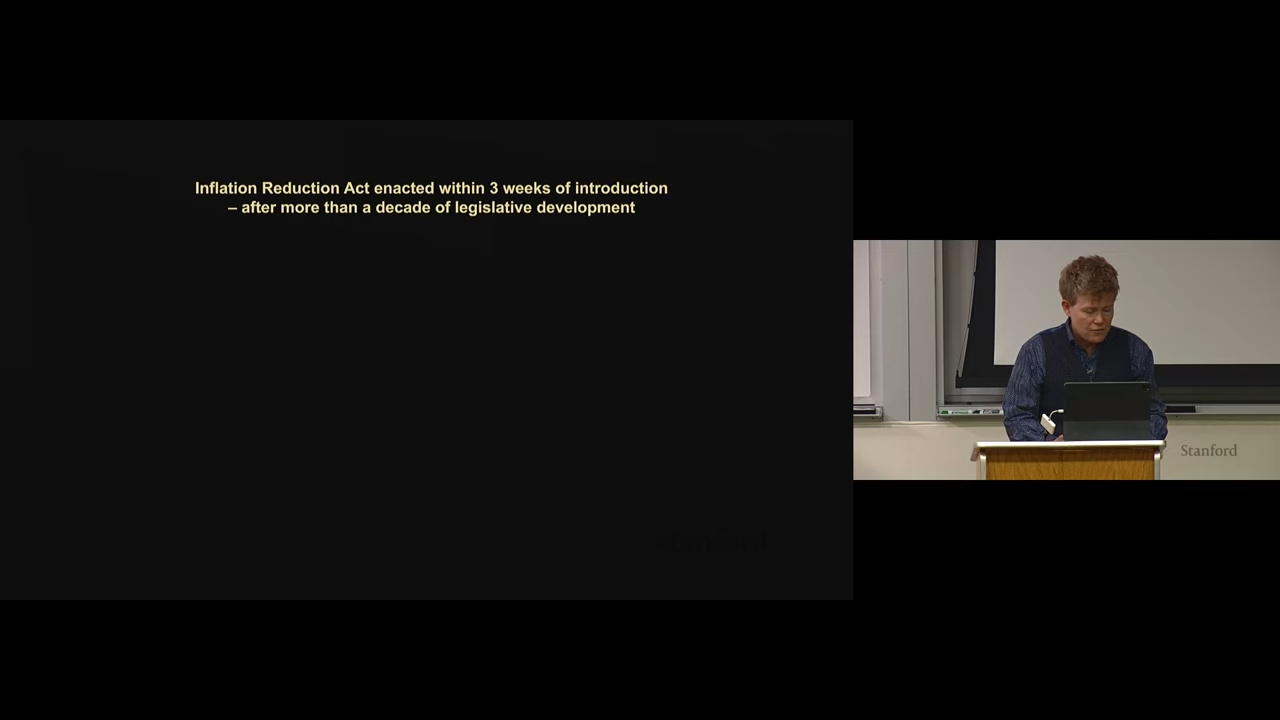 Inflation Reduction Act enacted within 3 weeks of introduction
– after more than a decade of legislative development
Stanford